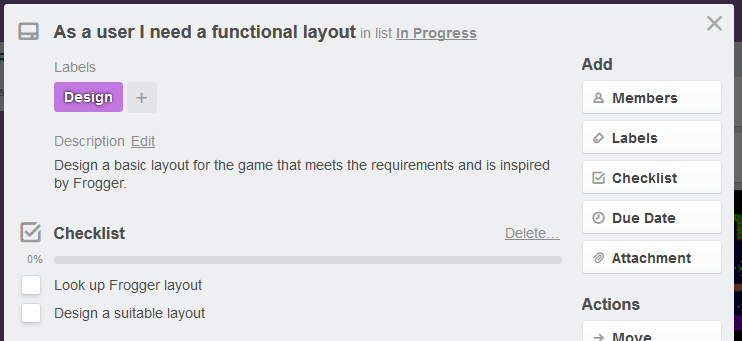 As a user I need a functional layout in list In Progress
Labels
Design +
Description Edit
Design a basic layout for the game that meets the requirements and is inspired
by Frogger.
Checklist Delete...
0%
Look up Frogger layout
Design a suitable layout
Add
Members
Labels
Checklist
Due Date
Attachment
Actions
Move